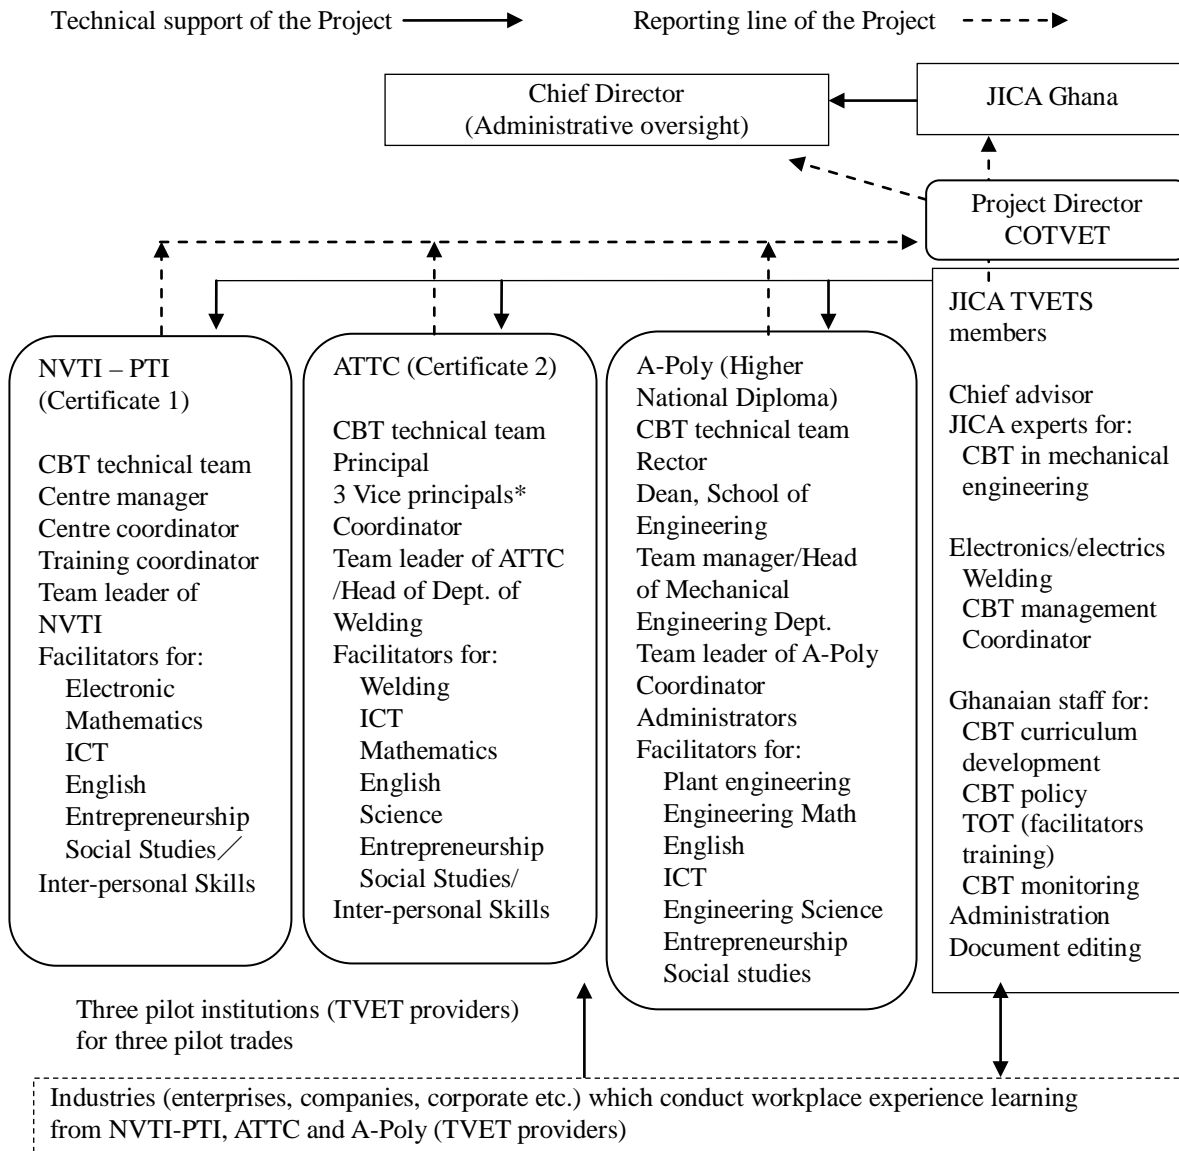 Technical support of the Project
Reporting line of the Project
Chief Director
(Administrative oversight)
JICA Ghana
Project Director
COTVET
NVTI – PTI
(Certificate 1)
CBT technical team
Centre manager
Centre coordinator
Training coordinator
Team leader of
NVTI
Facilitators for:
Electronic
Mathematics
ICT
English
Entrepreneurship
Social Studies／
Inter-personal Skills
ATTC (Certificate 2)
CBT technical team
Principal
3 Vice principals*
Coordinator
Team leader of ATTC
/Head of Dept. of
Welding
Facilitators for:
Welding
ICT
Mathematics
English
Science
Entrepreneurship
Social Studies/
Inter-personal Skills
A-Poly (Higher
National Diploma)
CBT technical team
Rector
Dean, School of
Engineering
Team manager/Head
of Mechanical
Engineering Dept.
Team leader of A-Poly
Coordinator
Administrators
Facilitators for:
Plant engineering
Engineering Math
English
ICT
Engineering Science
Entrepreneurship
Social studies
JICA TVETS
members
Chief advisor
JICA experts for:
CBT in mechanical
engineering
Electronics/electrics
Welding
CBT management
Coordinator
Ghanaian staff for:
CBT curriculum
development
CBT policy
TOT (facilitators
training)
CBT monitoring
Administration
Document editing
Three pilot institutions (TVET providers)
for three pilot trades
Industries (enterprises, companies, corporate etc.) which conduct workplace experience learning
from NVTI-PTI, ATTC and A-Poly (TVET providers)